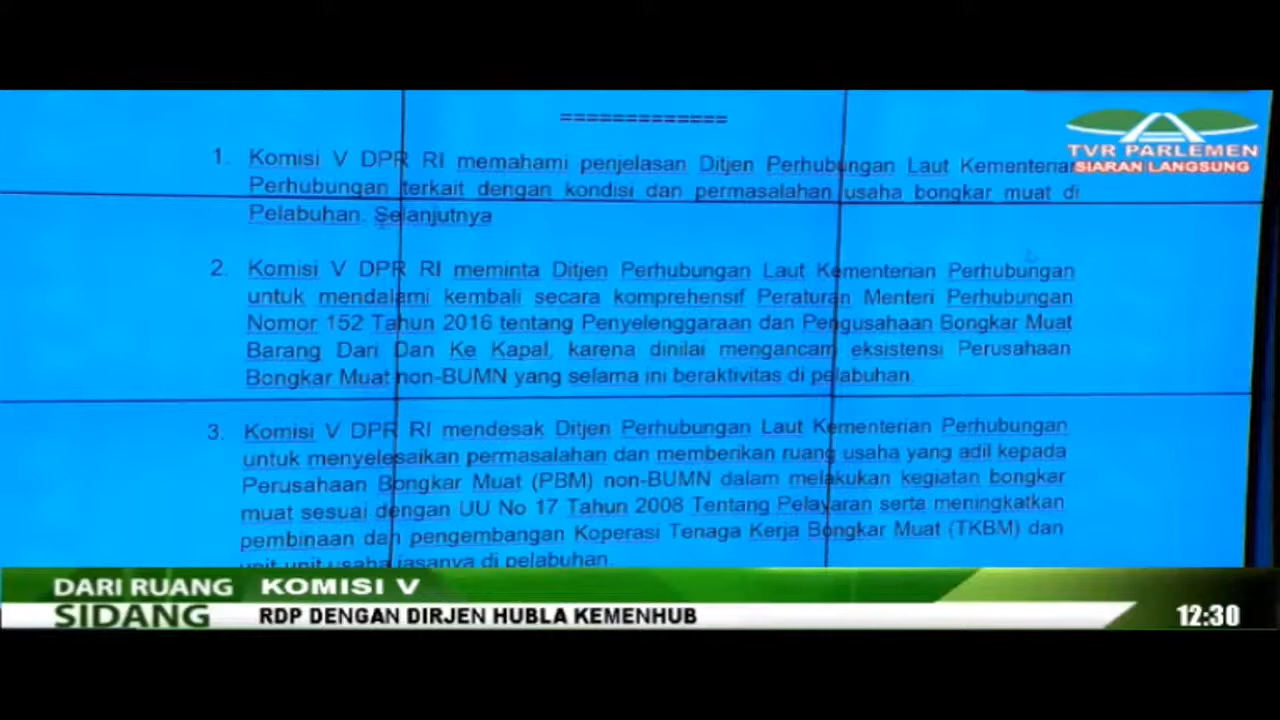 =============
TVR PARLEMEN
SIARAN LANGSUNG
1. Komisi V DPR RI memahami penjelasan Ditjen Perhubungan Laut Kementerian
Perhubungan terkait dengan kondisi dan permasalahan usaha bongkar muat di
Pelabuhan. Selanjutnya
2. Komisi V DPR RI meminta Ditjen Perhubungan Laut Kementerian Perhubungan
untuk mendalami kembali secara komprehensif Peraturan Menteri Perhubungan
Nomor 152 Tahun 2016 tentang Penyelenggaraan dan Pengusahaan Bongkar Muat
Barang Dari Dan Ke Kapal, karena dinilai mengancam eksistensi Perusahaan
Bongkar Muat non-BUMN yang selama ini beraktivitas di pelabuhan.
3. Komisi V DPR RI mendesak Ditjen Perhubungan Laut Kementerian Perhubungan
untuk menyelesaikan permasalahan dan memberikan ruang usaha yang adil kepada
Perusahaan Bongkar Muat (PBM) non-BUMN dalam melakukan kegiatan bongkar
muat sesuai dengan UU No 17 Tahun 2008 Tentang Pelayaran serta meningkatkan
pembinaan dan pengembangan Koperasi Tenaga Kerja Bongkar Muat (TKBM) dan
unit-unit usaha jasanya di pelabuhan.
DARI RUANG SIDANG
KOMISI V
RDP DENGAN DIRJEN HUBLA KEMENHUB
12:30